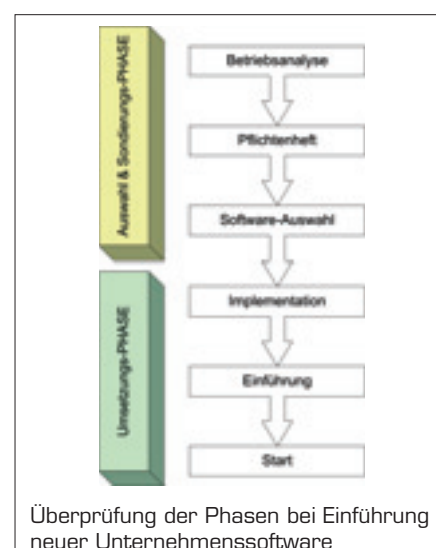 Auswahl & Sondierungs-PHASE
Betriebsanalyse
Pflichtenheft
Software-Auswahl
Umsetzungs-PHASE
Implementation
Einführung
Start
Überprüfung der Phasen bei Einführung
neuer Unternehmenssoftware